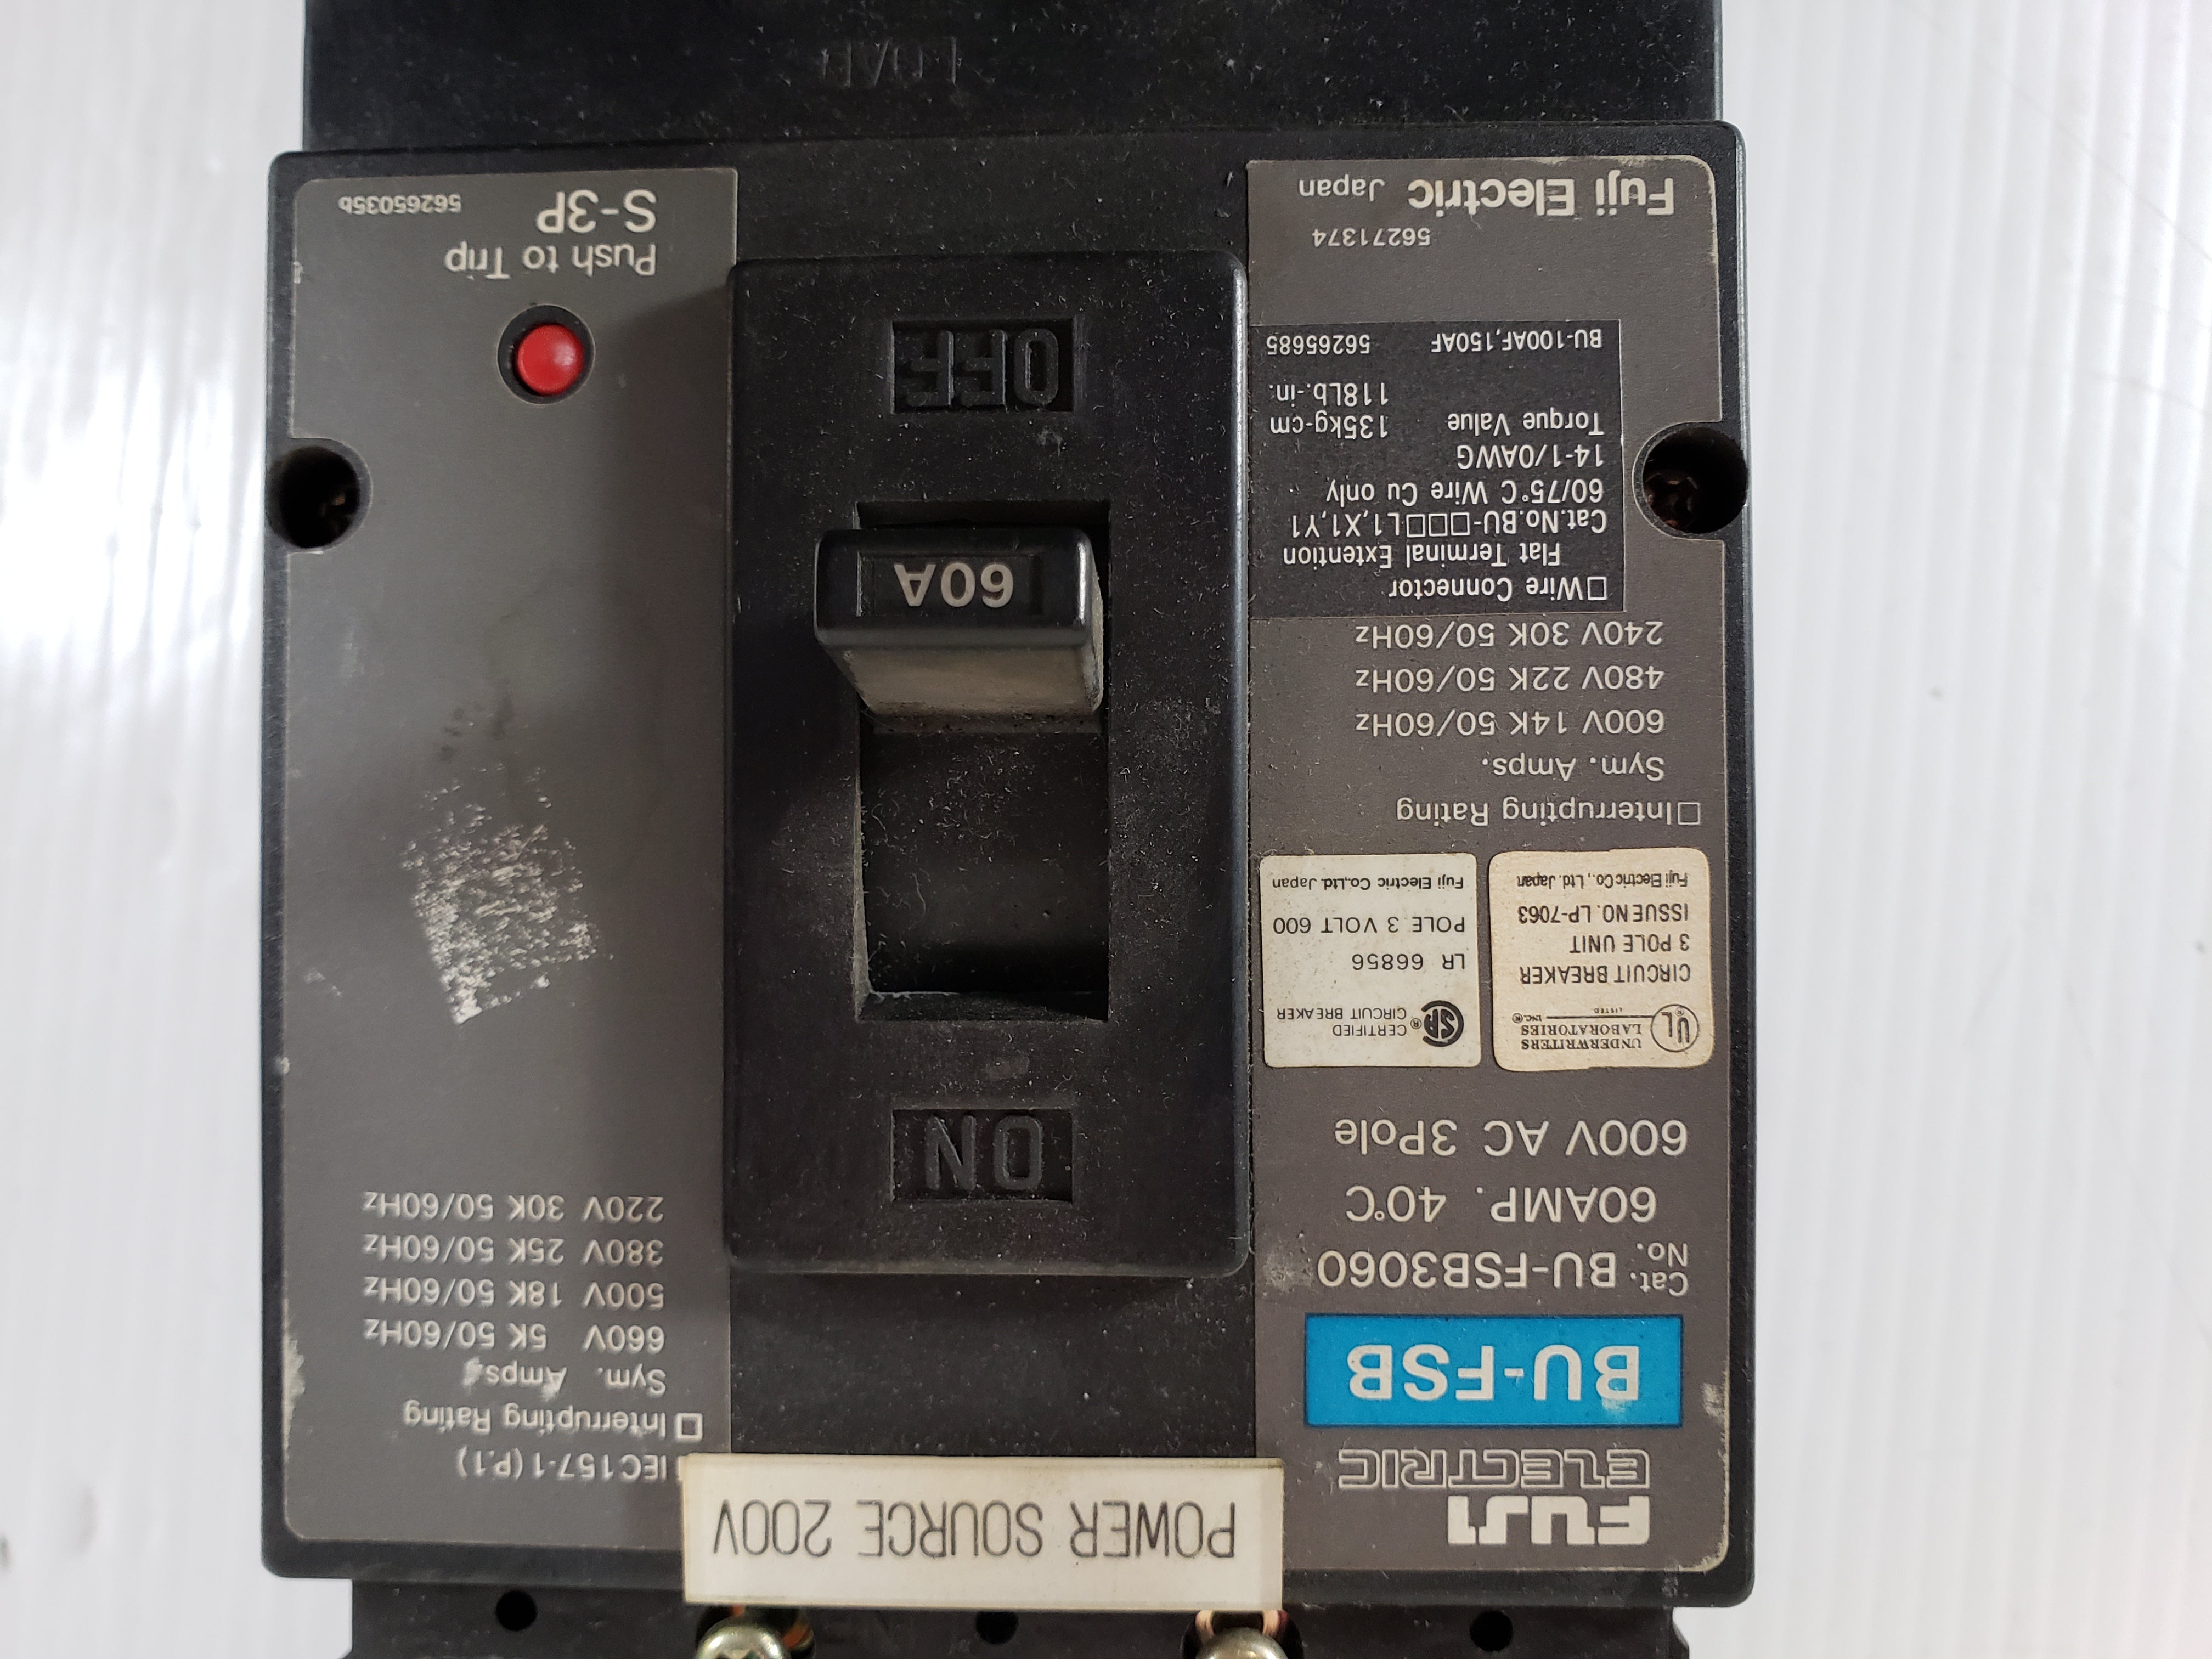 POWER SOURCE 200V
FUJI
ELECTRIC
BU-FSB
Cat. No. BU-FSB3060
60AMP. 40°C
600V AC 3Pole
UL
UNDERWRITERS
LABORATORIES
INC.®
LISTED
CIRCUIT BREAKER
3 POLE UNIT
ISSUE NO. LP-7063
Fuji Electric Co., Ltd. Japan
SA®
CERTIFIED
CIRCUIT BREAKER
LR 66856
POLE 3 VOLT 600
Fuji Electric Co,.Ltd. Japan
□Interrupting Rating
Sym. Amps.
600V 14K 50/60Hz
480V 22K 50/60Hz
240V 30K 50/60Hz
□Wire Connector
Flat Terminal Extention
Cat.No.BU-□□□□L1,X1,Y1
60/75°C Wire Cu only
14-1/0AWG
Torque Value 135kg-cm
118Lb.-in.
BU-100AF,150AF 56265685
56271374
Fuji Electric Japan
ON
60A
OFF
LOAD
IEC157-1(P.1)
□Interrupting Rating
Sym. Amps.
660V 5K 50/60Hz
500V 18K 50/60Hz
380V 25K 50/60Hz
220V 30K 50/60Hz
Push to Trip
S-3P 56265035b